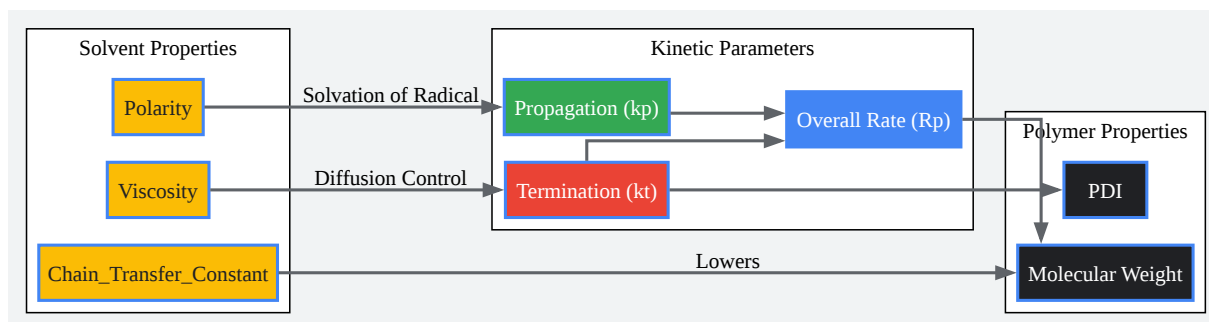 Solvent Properties
Kinetic Parameters
Polymer Properties
Polarity
Solvation of Radical
Propagation (kp)
Overall Rate (Rp)
Viscosity
Diffusion Control
Termination (kt)
PDI
Chain_Transfer_Constant
Lowers
Molecular Weight